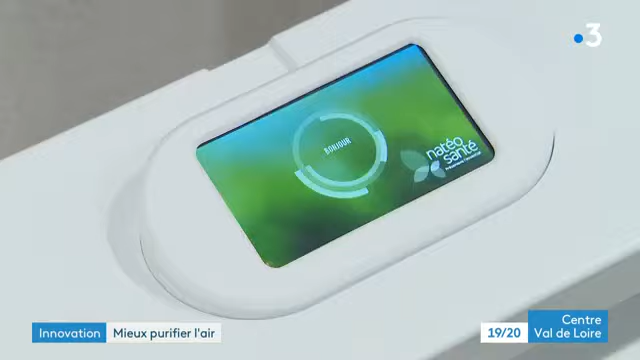 3
BONJOUR
natéo
santé
Innovation
Mieux purifier l'air
19/20
Centre
Val de Loire